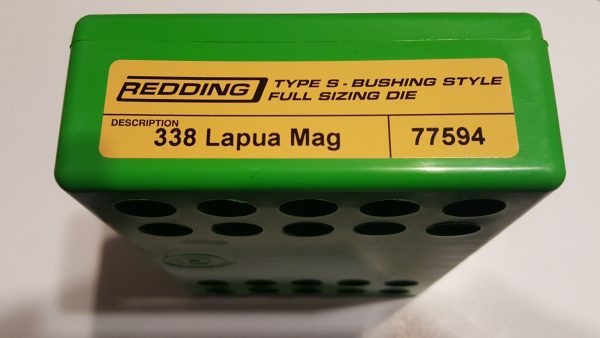 REDDING TYPE S - BUSHING STYLE
FULL SIZING DIE
DESCRIPTION
338 Lapua Mag 77594